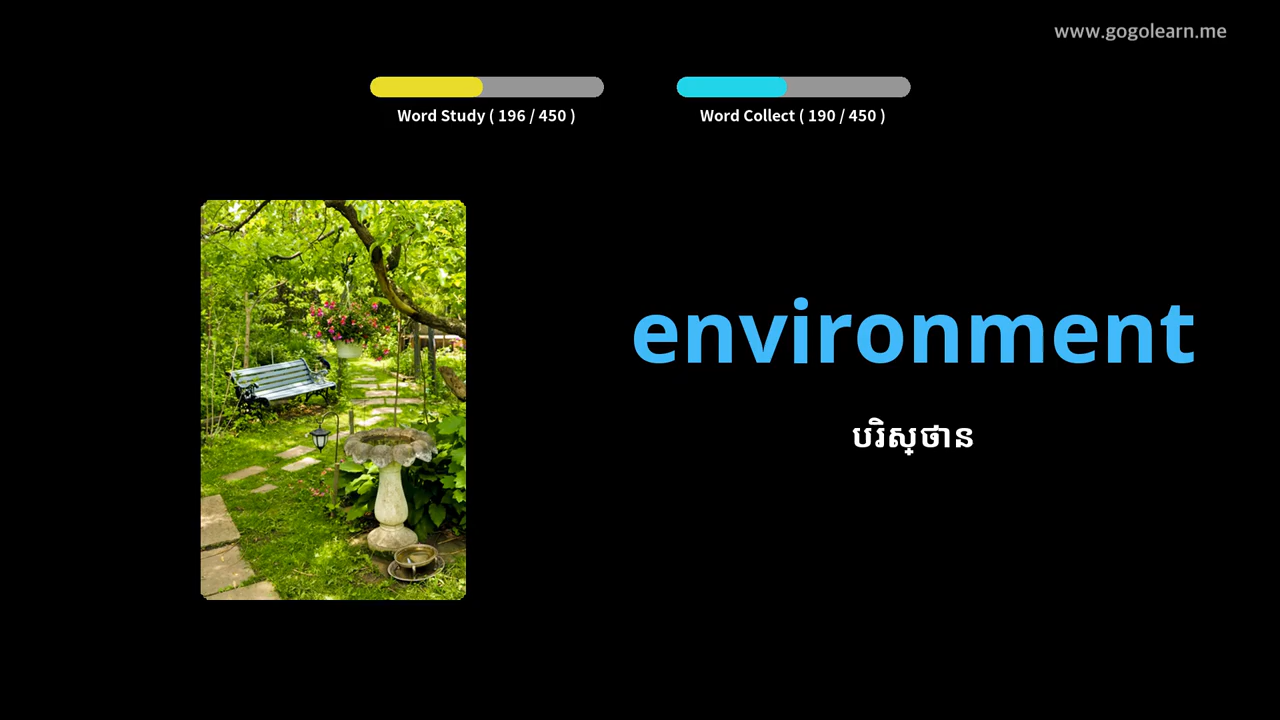 www.gogolearn.me
Word Study ( 196 / 450 )
Word Collect ( 190 / 450 )
environment
បរិស្ថាន